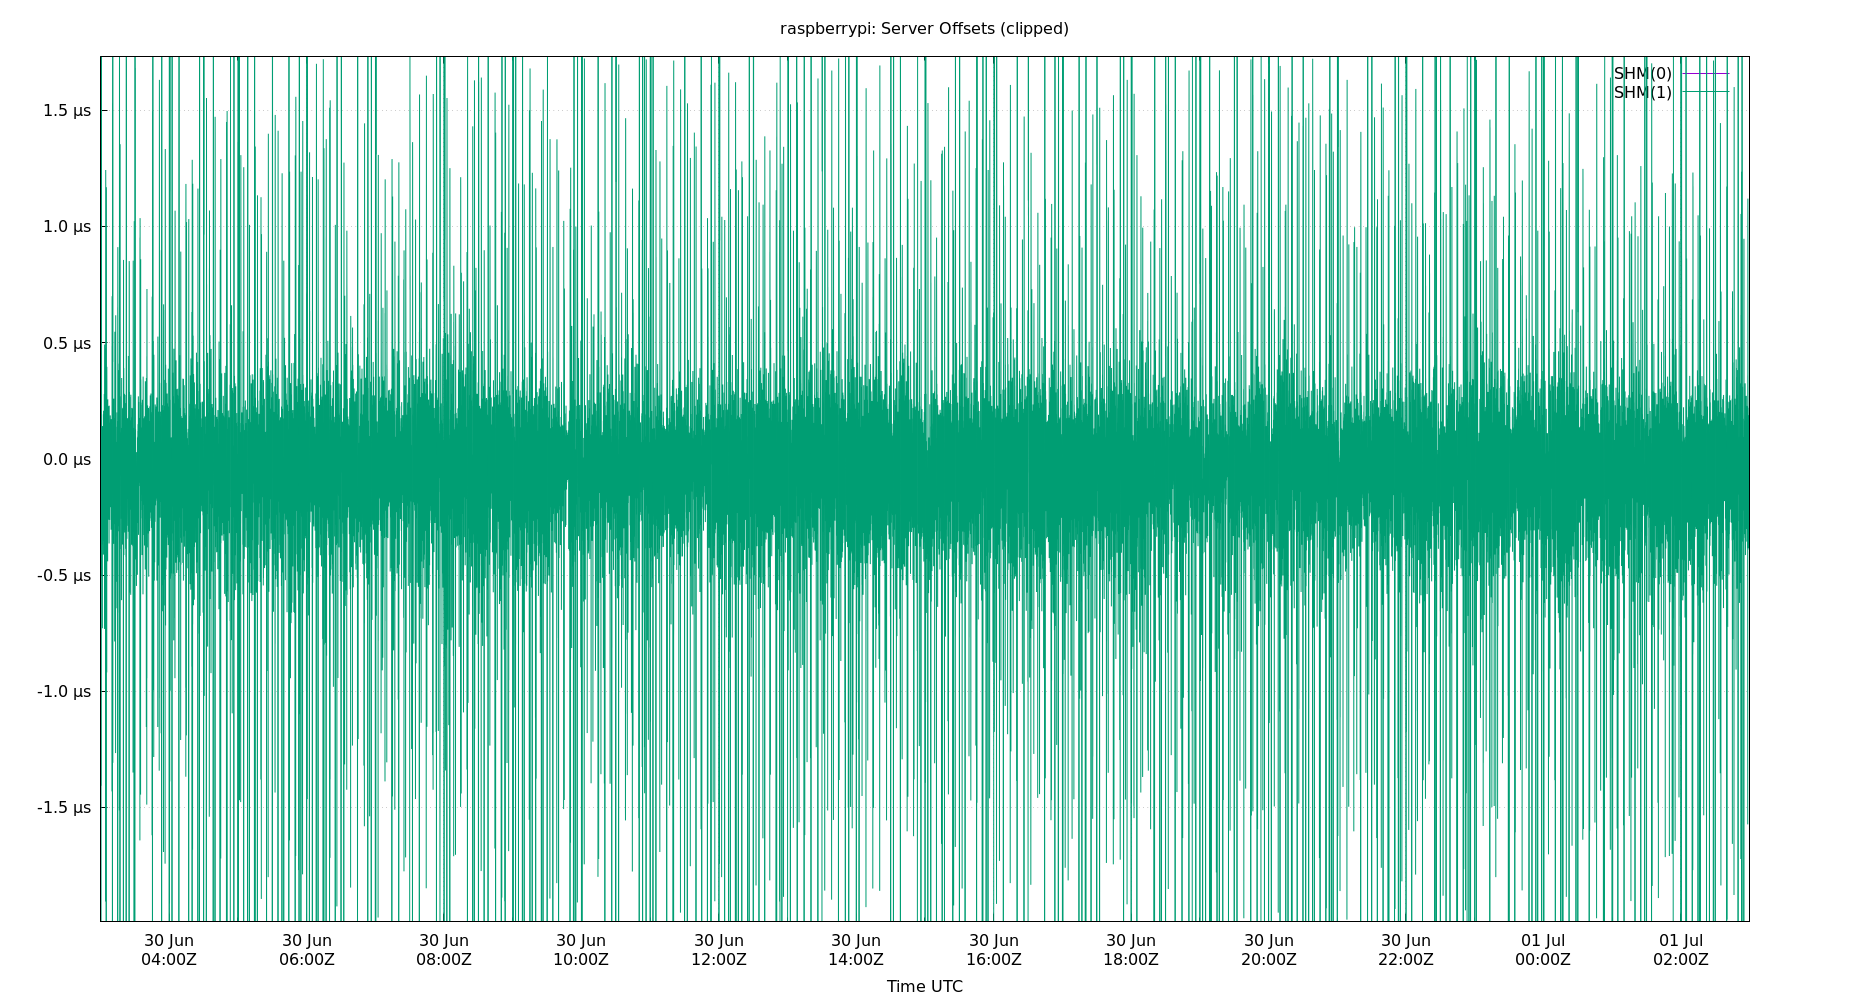 raspberrypi: Server Offsets (clipped)
SHM(0)
SHM(1)
1.5 µs
1.0 µs
0.5 µs
0.0 µs
-0.5 µs
-1.0 µs
-1.5 µs
30 Jun 30 Jun 30 Jun 30 Jun 30 Jun 30 Jun 30 Jun 30 Jun 30 Jun 30 Jun 01 Jul 01 Jul
04:00Z 06:00Z 08:00Z 10:00Z 12:00Z 14:00Z 16:00Z 18:00Z 20:00Z 22:00Z 00:00Z 02:00Z
Time UTC